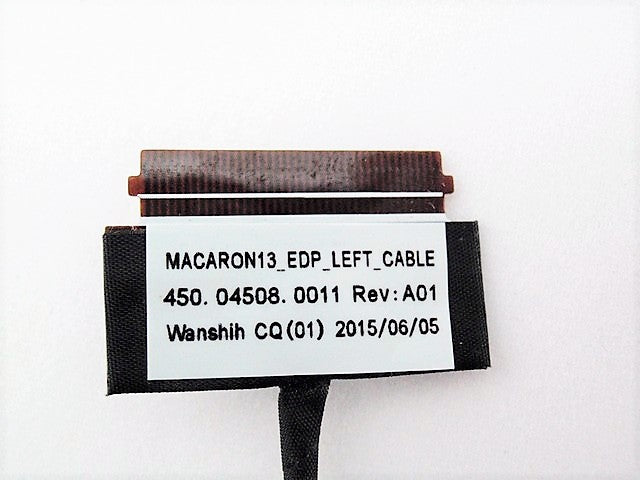 MACARON13_EDP_LEFT_CABLE
450. 04508. 0011 Rev: A01
Wanshih CQ(01) 2015/06/05